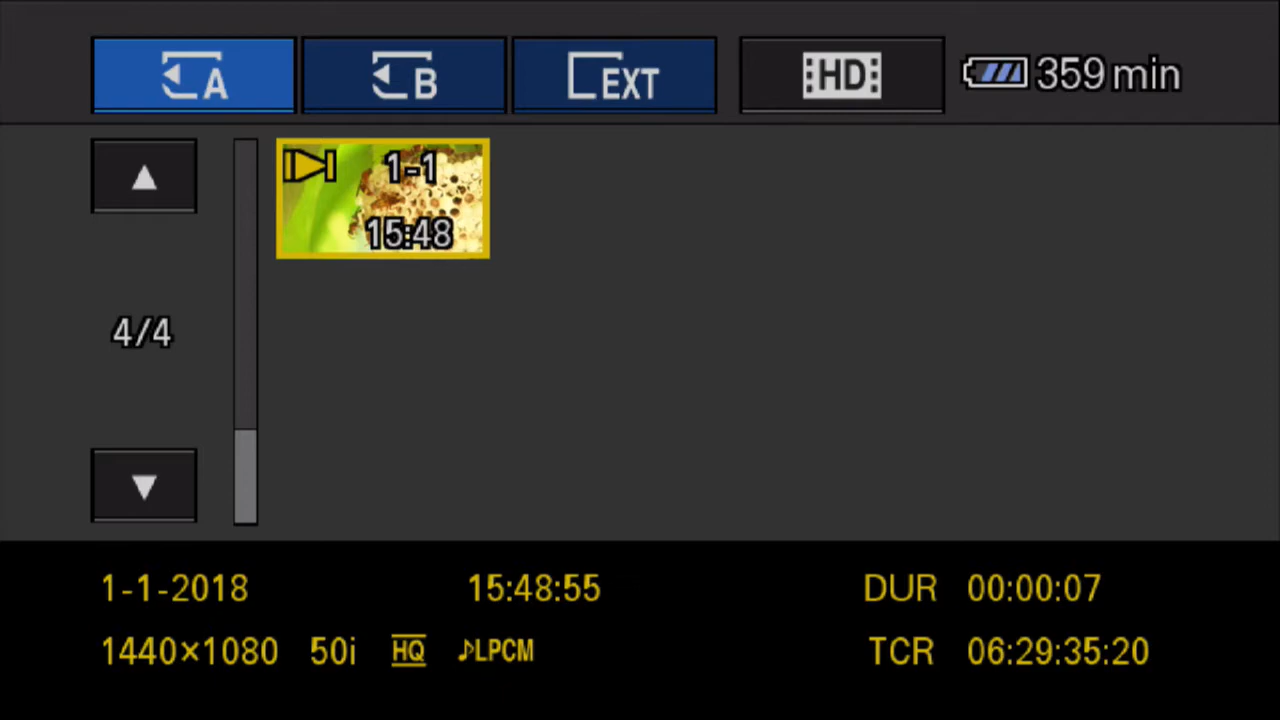 A B EXT HD 359 min
1-1
15:48
4/4
1-1-2018 15:48:55 DUR 00:00:07
1440×1080 50i HQ ♪LPCM TCR 06:29:35:20